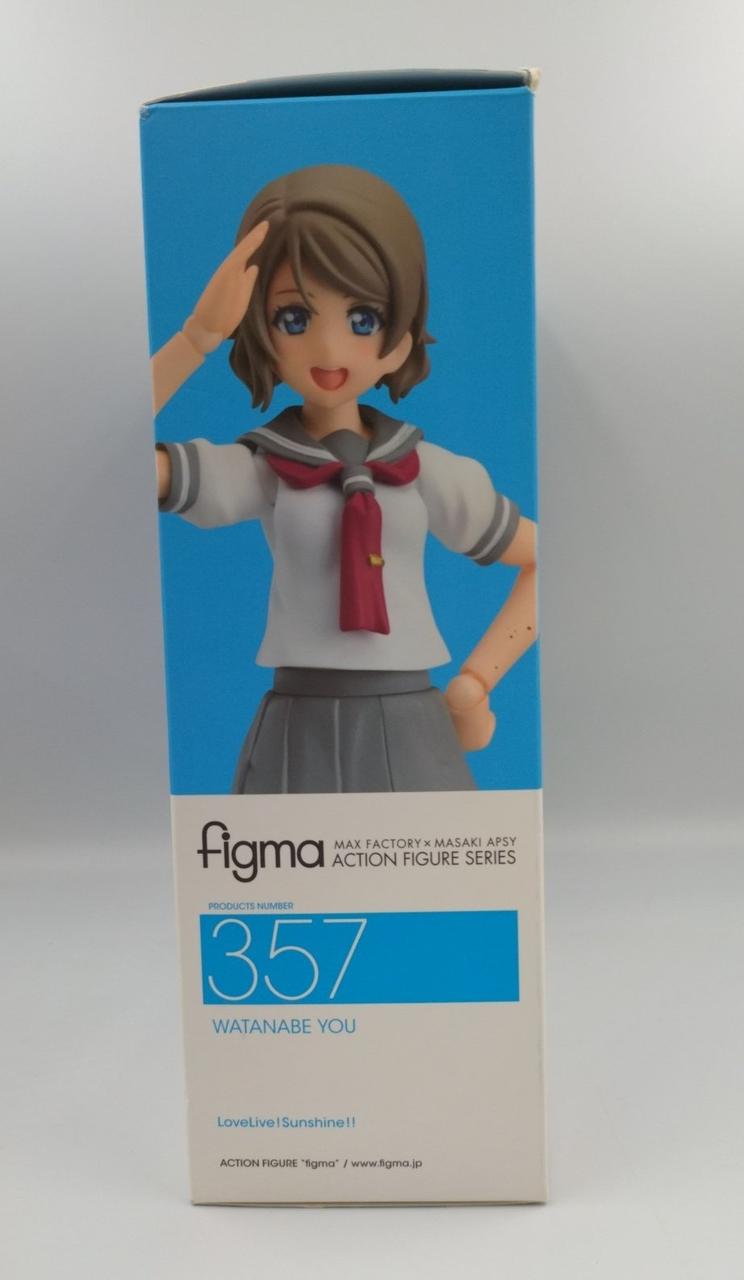 figma
MAX FACTORY × MASAKI APSY
ACTION FIGURE SERIES
PRODUCTS NUMBER
357
WATANABE YOU
LoveLive!Sunshine!!
ACTION FIGURE "figma" / www.figma.jp